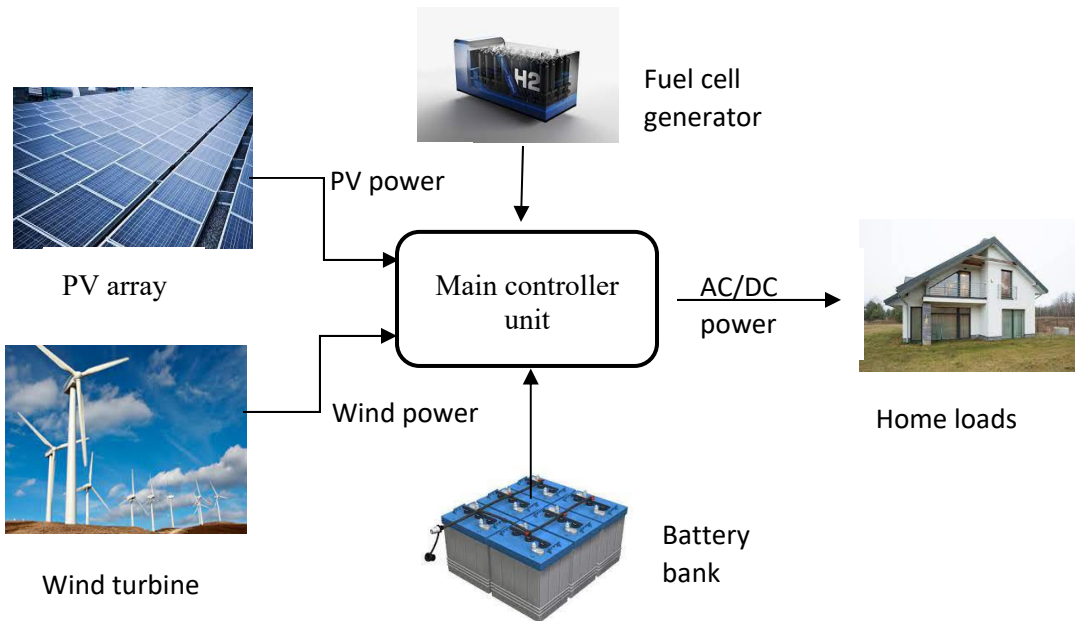 H2
Fuel cell
generator
PV power
PV array
Main controller
unit
AC/DC
power
Wind power
Home loads
Battery
bank
Wind turbine